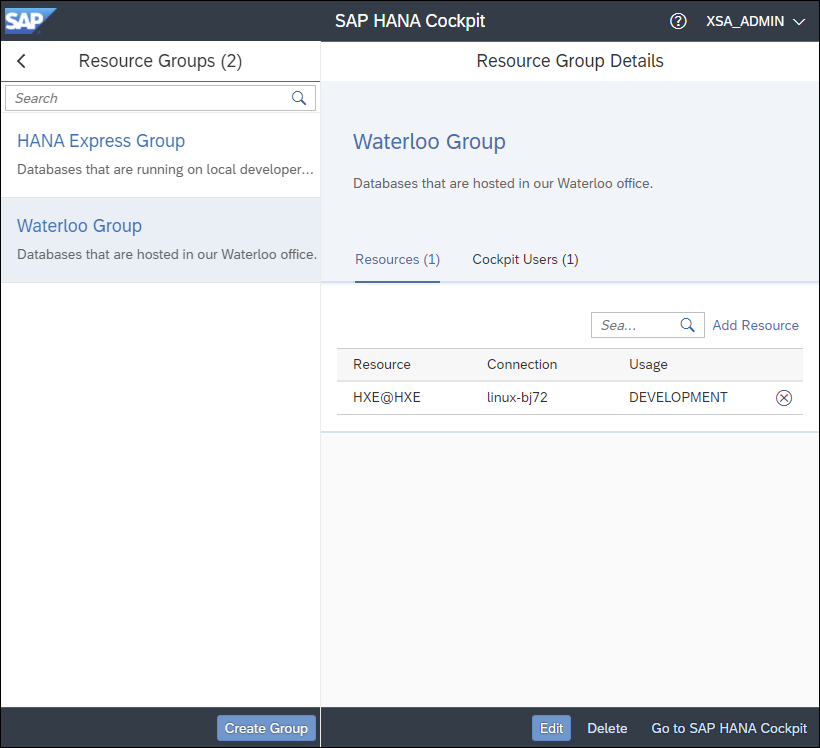 SAP
SAP HANA Cockpit
XSA_ADMIN
Resource Groups (2)
Search
HANA Express Group
Databases that are running on local developer...
Waterloo Group
Databases that are hosted in our Waterloo office.
Resource Group Details
Waterloo Group
Databases that are hosted in our Waterloo office.
Resources (1) Cockpit Users (1)
Sea... Add Resource
Resource Connection Usage
HXE@HXE linux-bj72 DEVELOPMENT
Create Group
Edit Delete Go to SAP HANA Cockpit